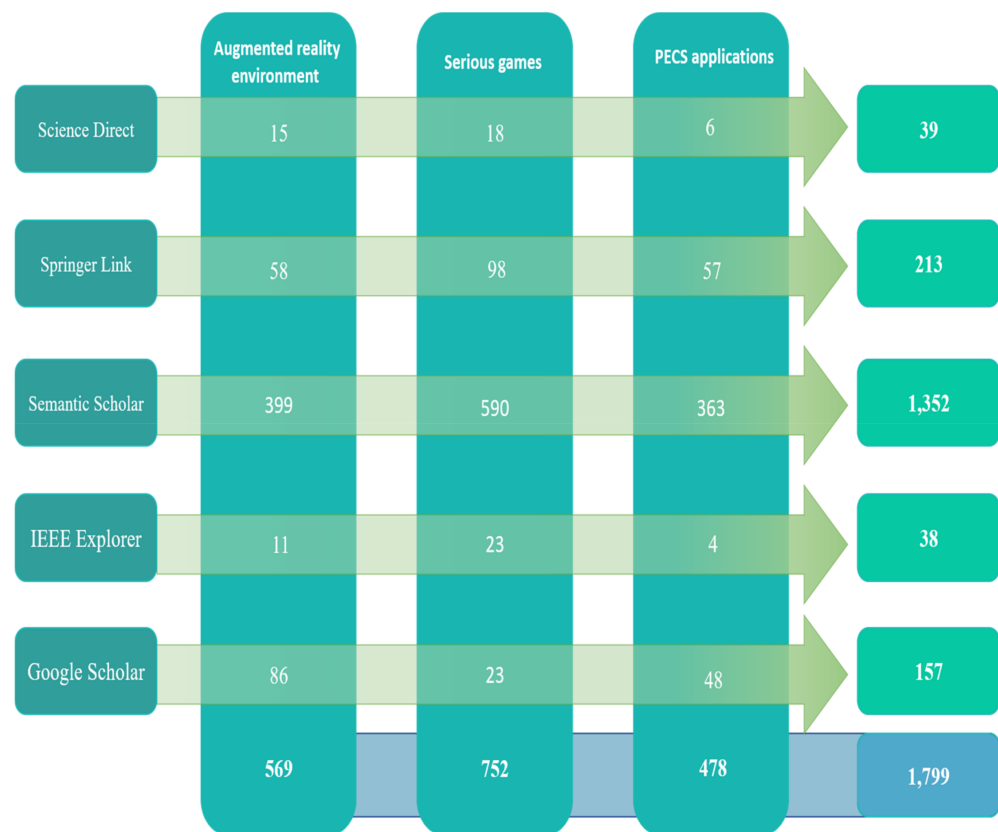 Augmented reality
environment
Serious games
PECS applications
Science Direct
15
18
6
39
Springer Link
58
98
57
213
Semantic Scholar
399
590
363
1,352
IEEE Explorer
11
23
4
38
Google Scholar
86
23
48
157
569
752
478
1,799